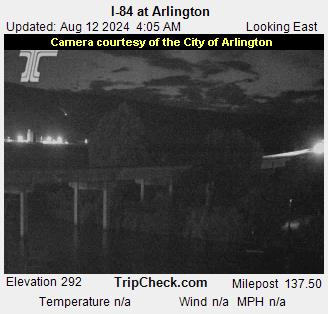 I-84 at Arlington
Updated: Aug 12 2024 4:05 AM Looking East
Camera courtesy of the City of Arlington
Elevation 292 TripCheck.com Milepost 137.50
Temperature n/a Wind n/a MPH n/a